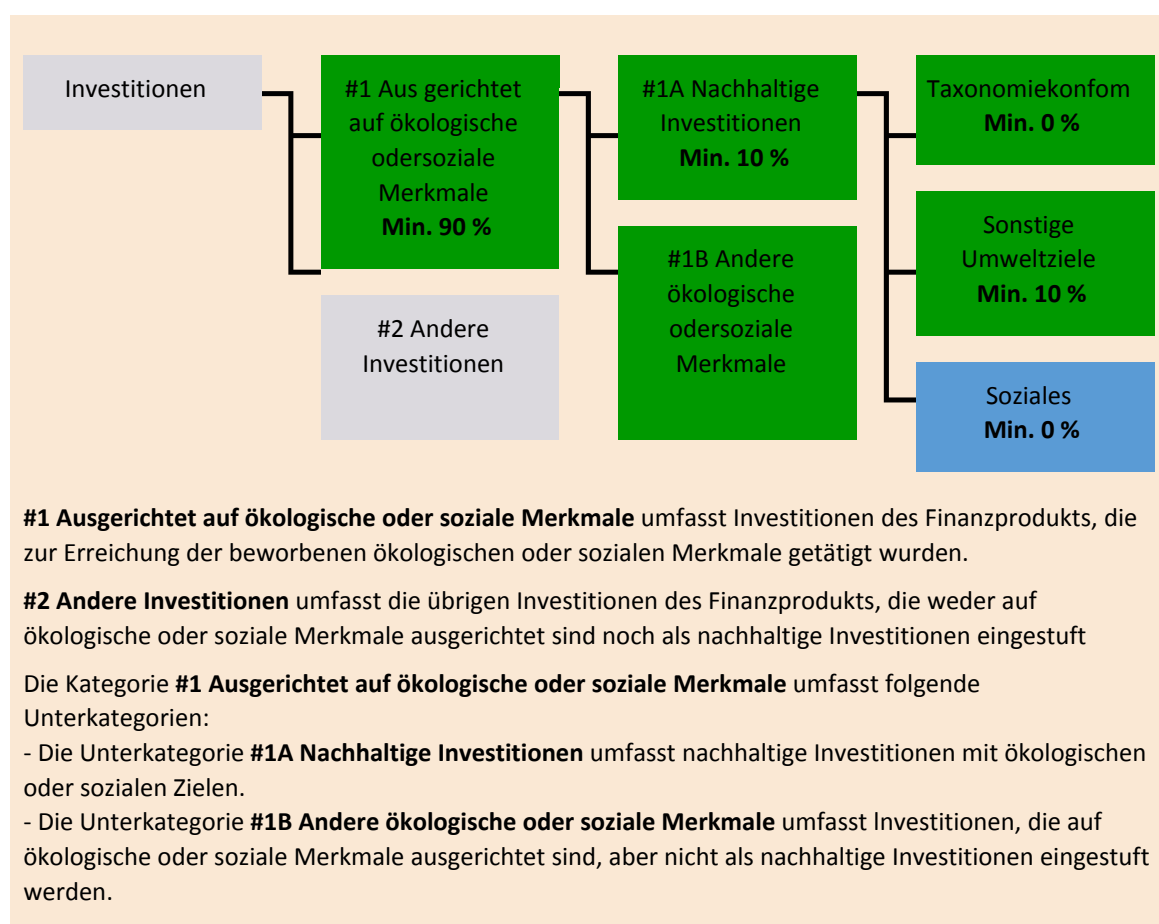 Investitionen
#1 Aus gerichtet
auf ökologische
odersoziale
Merkmale
Min. 90 %
#2 Andere
Investitionen
#1A Nachhaltige
Investitionen
Min. 10 %
#1B Andere
ökologische
odersoziale
Merkmale
Taxonomiekonfom
Min. 0 %
Sonstige
Umweltziele
Min. 10 %
Soziales
Min. 0 %
#1 Ausgerichtet auf ökologische oder soziale Merkmale umfasst Investitionen des Finanzprodukts, die
zur Erreichung der beworbenen ökologischen oder sozialen Merkmale getätigt wurden.
#2 Andere Investitionen umfasst die übrigen Investitionen des Finanzprodukts, die weder auf
ökologische oder soziale Merkmale ausgerichtet sind noch als nachhaltige Investitionen eingestuft
Die Kategorie #1 Ausgerichtet auf ökologische oder soziale Merkmale umfasst folgende
Unterkategorien:
- Die Unterkategorie #1A Nachhaltige Investitionen umfasst nachhaltige Investitionen mit ökologischen
oder sozialen Zielen.
- Die Unterkategorie #1B Andere ökologische oder soziale Merkmale umfasst lnvestitionen, die auf
ökologische oder soziale Merkmale ausgerichtet sind, aber nicht als nachhaltige Investitionen eingestuft
werden.